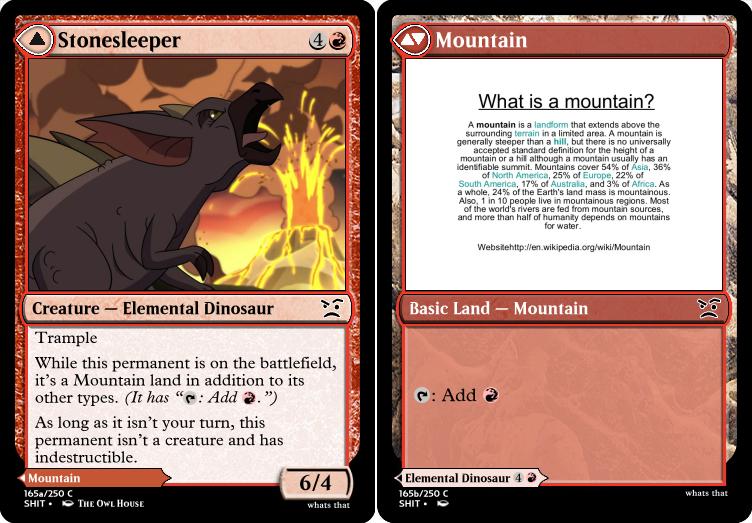 Stonesleeper 4
Creature — Elemental Dinosaur
Trample
While this permanent is on the battlefield,
it's a Mountain land in addition to its
other types. (It has “: Add .”)
As long as it isn't your turn, this
permanent isn't a creature and has
indestructible.
Mountain
6/4
165a/250 C
SHIT • THE OWL HOUSE
whats that
Mountain
What is a mountain?
A mountain is a landform that extends above the
surrounding terrain in a limited area. A mountain is
generally steeper than a hill, but there is no universally
accepted standard definition for the height of a
mountain or a hill although a mountain usually has an
identifiable summit. Mountains cover 54% of Asia, 36%
of North America, 25% of Europe, 22% of
South America, 17% of Australia, and 3% of Africa. As
a whole, 24% of the Earth's land mass is mountainous.
Also, 1 in 10 people live in mountainous regions. Most
of the world's rivers are fed from mountain sources,
and more than half of humanity depends on mountains
for water.
Websitehttp://en.wikipedia.org/wiki/Mountain
Basic Land — Mountain
: Add
Elemental Dinosaur 4
165b/250 C
SHIT •
whats that